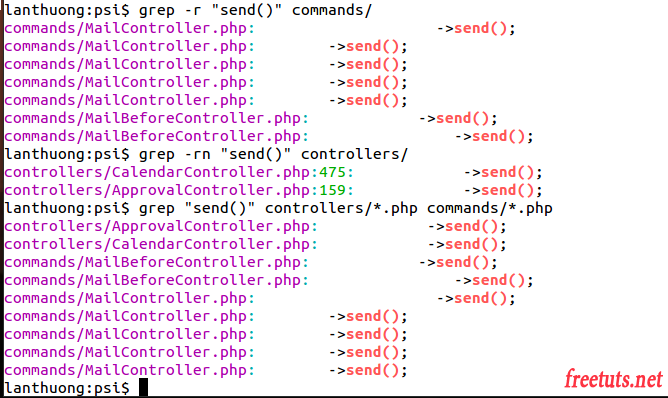 lanthuong:psi$ grep -r "send()" commands/
commands/MailController.php:                    ->send();
commands/MailController.php:        ->send();
commands/MailController.php:        ->send();
commands/MailController.php:        ->send();
commands/MailController.php:        ->send();
commands/MailBeforeController.php:            ->send();
commands/MailBeforeController.php:                ->send();
lanthuong:psi$ grep -rn "send()" controllers/
controllers/CalendarController.php:475:            ->send();
controllers/ApprovalController.php:159:            ->send();
lanthuong:psi$ grep "send()" controllers/*.php commands/*.php
controllers/ApprovalController.php:            ->send();
controllers/CalendarController.php:            ->send();
commands/MailBeforeController.php:            ->send();
commands/MailBeforeController.php:                ->send();
commands/MailController.php:                    ->send();
commands/MailController.php:        ->send();
commands/MailController.php:        ->send();
commands/MailController.php:        ->send();
commands/MailController.php:        ->send();
lanthuong:psi$
freetuts.net